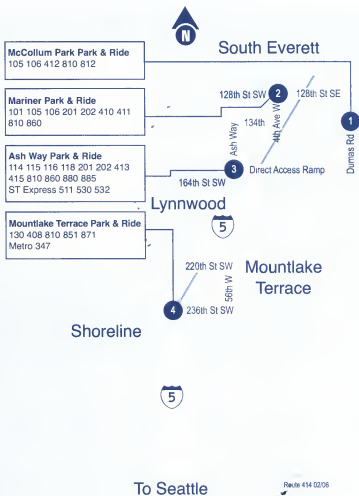 N
South Everett
McCollum Park Park & Ride
105 106 412 810 812
Mariner Park & Ride
101 105 106 201 202 410 411
810 860
128th St SW
2
128th St SE
134th
4th Ave W
1
Dumas Rd
Ash Way
Ash Way Park & Ride
114 115 116 118 201 202 413
415 810 860 880 885
ST Express 511 530 532
3
Direct Access Ramp
164th St SW
Lynnwood
5
Mountlake Terrace Park & Ride
130 408 810 851 871
Metro 347
220th St SW
56th W
Mountlake
Terrace
4
236th St SW
Shoreline
5
To Seattle
Route 414 02/06